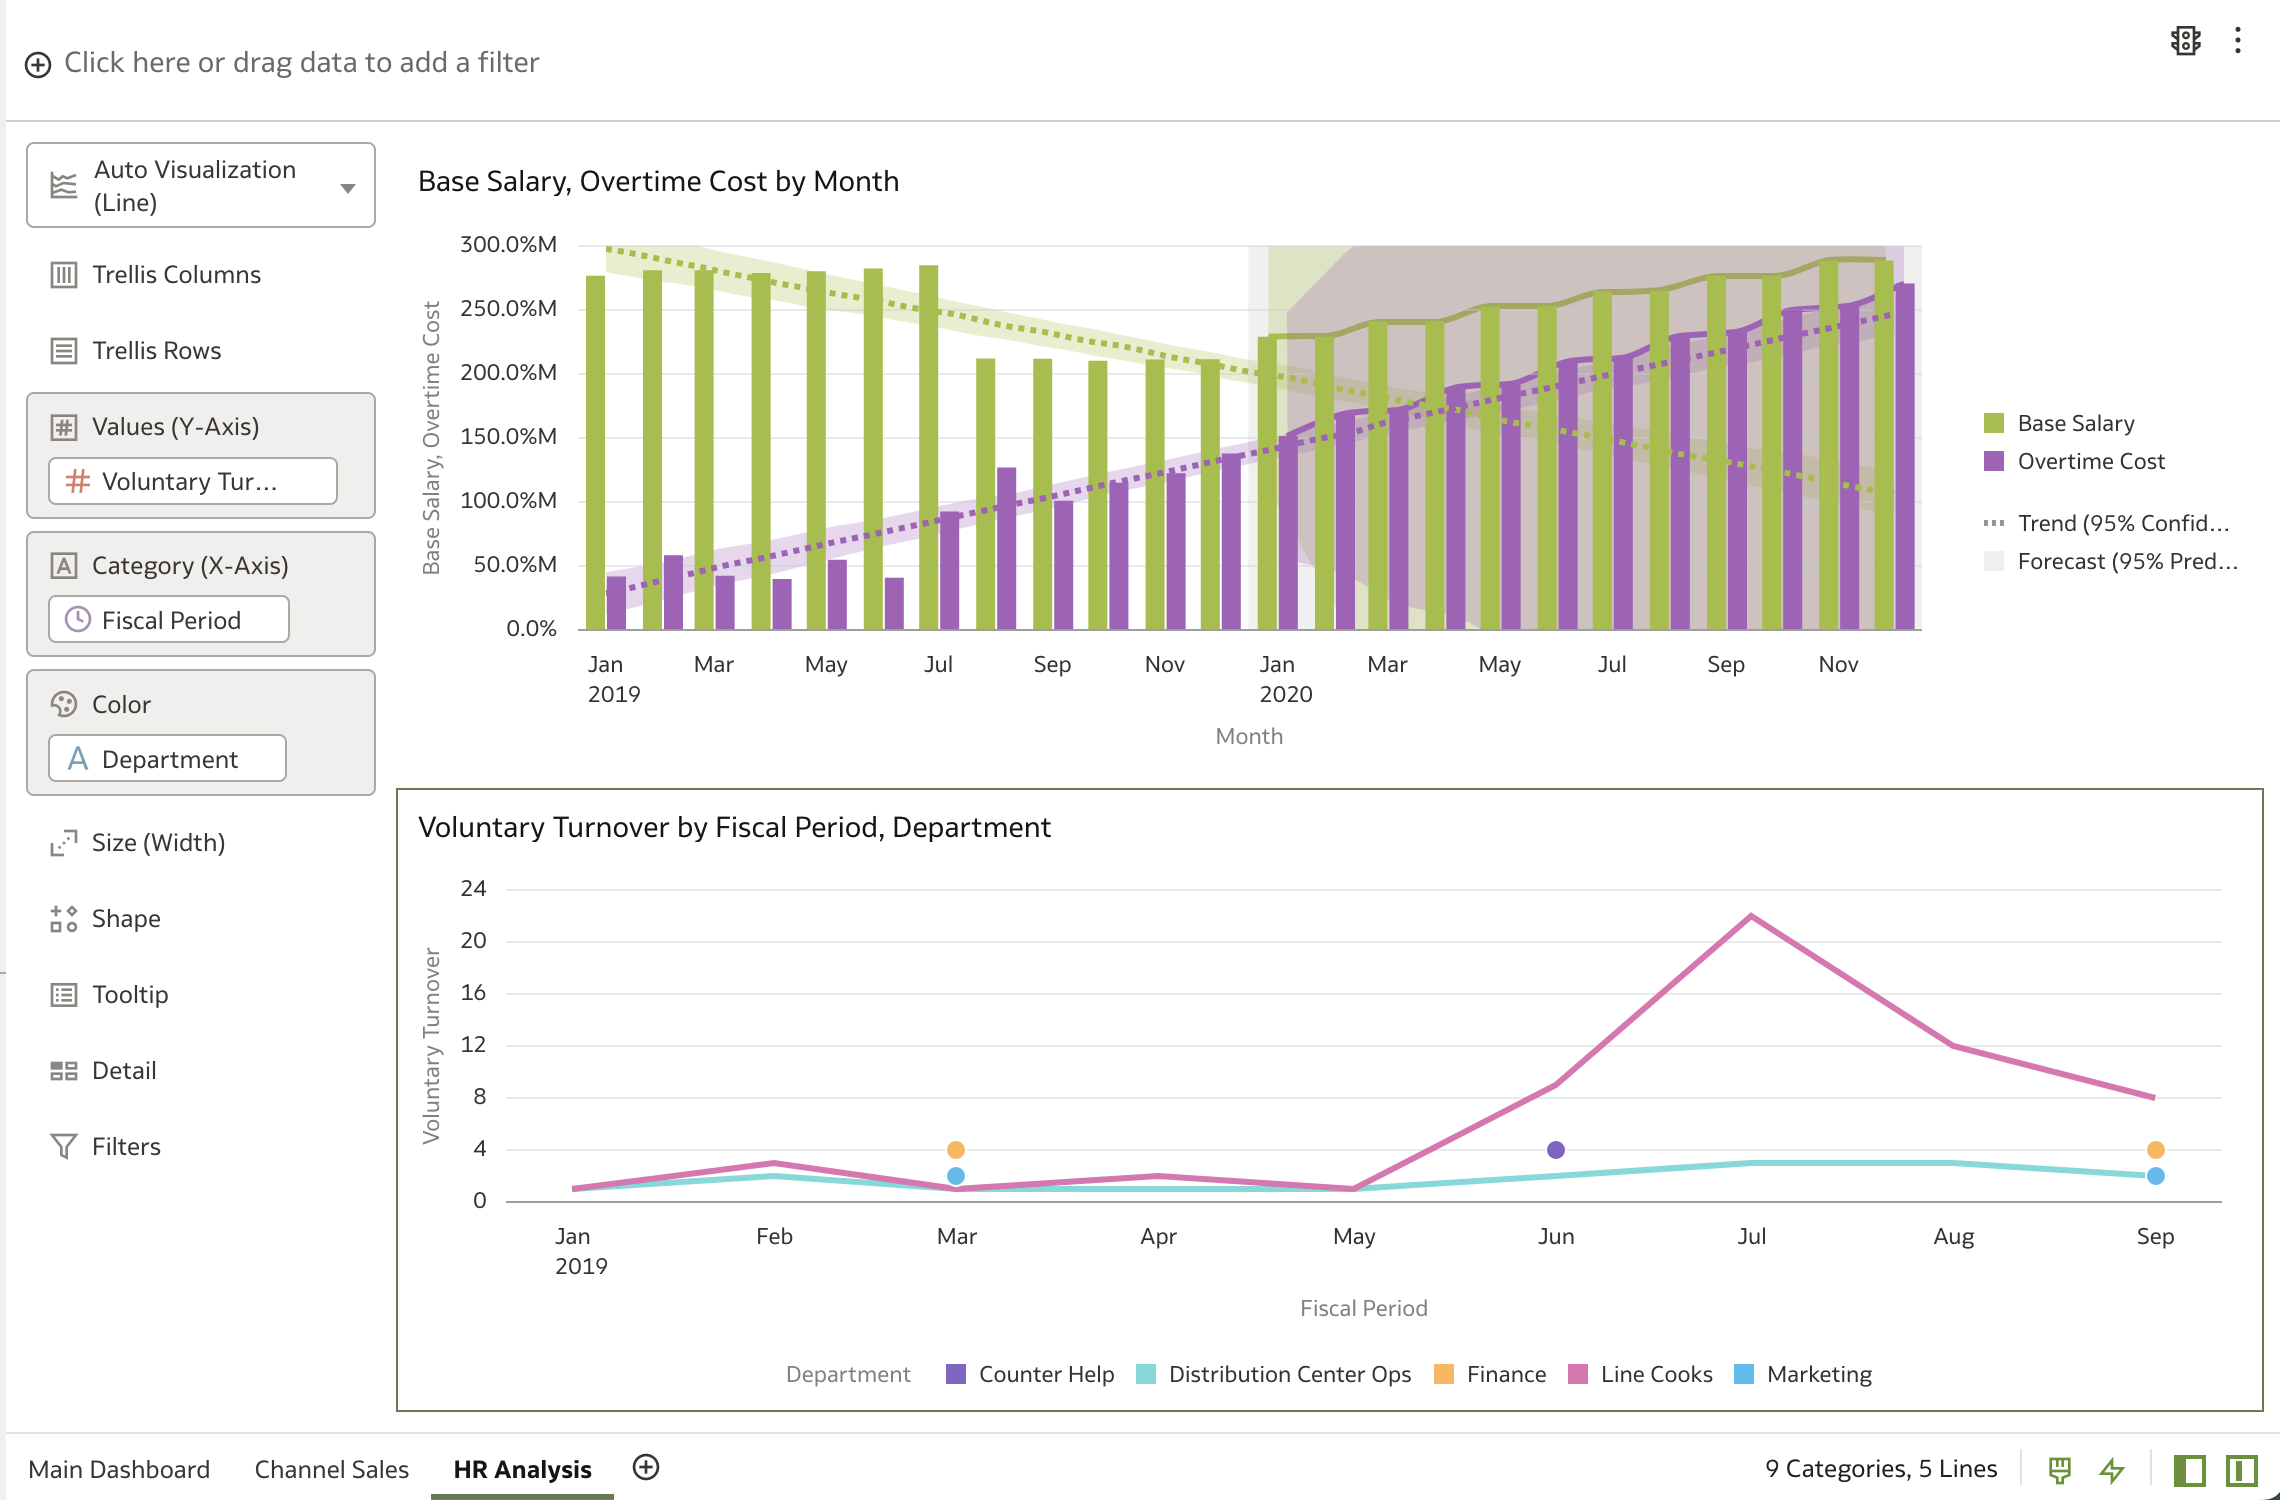 Click here or drag data to add a filter
Auto Visualization
(Line)
Trellis Columns
Trellis Rows
Values (Y-Axis)
# Voluntary Tur...
Category (X-Axis)
Fiscal Period
Color
A Department
Size (Width)
Shape
Tooltip
Detail
Filters
Base Salary, Overtime Cost by Month
Base Salary, Overtime Cost
300.0%M
250.0%M
200.0%M
150.0%M
100.0%M
50.0%M
0.0%
Jan Mar May Jul Sep Nov Jan Mar May Jul Sep Nov
2019 2020
Month
Base Salary
Overtime Cost
Trend (95% Confid...
Forecast (95% Pred...
Voluntary Turnover by Fiscal Period, Department
Voluntary Turnover
24
20
16
12
8
4
0
Jan Feb Mar Apr May Jun Jul Aug Sep
2019
Fiscal Period
Department Counter Help Distribution Center Ops Finance Line Cooks Marketing
Main Dashboard Channel Sales HR Analysis 9 Categories, 5 Lines